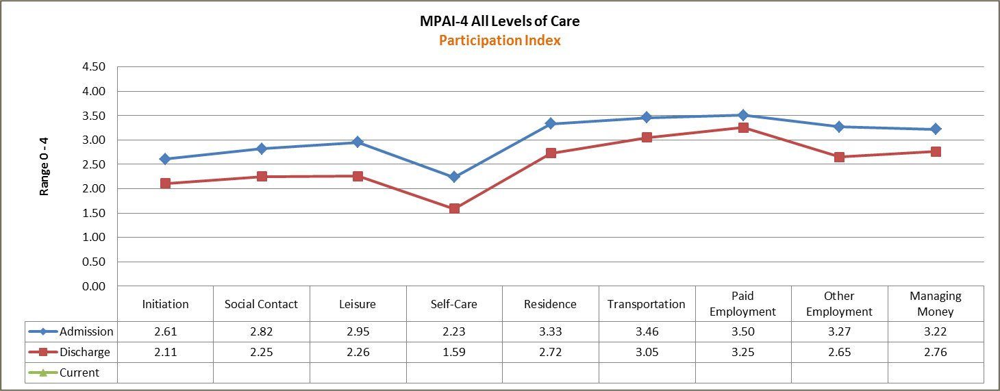 MPAI-4 All Levels of Care
Participation Index
4.50
4.00
3.50
3.00
2.50
2.00
1.50
1.00
0.50
0.00
Range 0 - 4
Initiation Social Contact Leisure Self-Care Residence Transportation Paid Employment Other Employment Managing Money
Admission 2.61 2.82 2.95 2.23 3.33 3.46 3.50 3.27 3.22
Discharge 2.11 2.25 2.26 1.59 2.72 3.05 3.25 2.65 2.76
Current